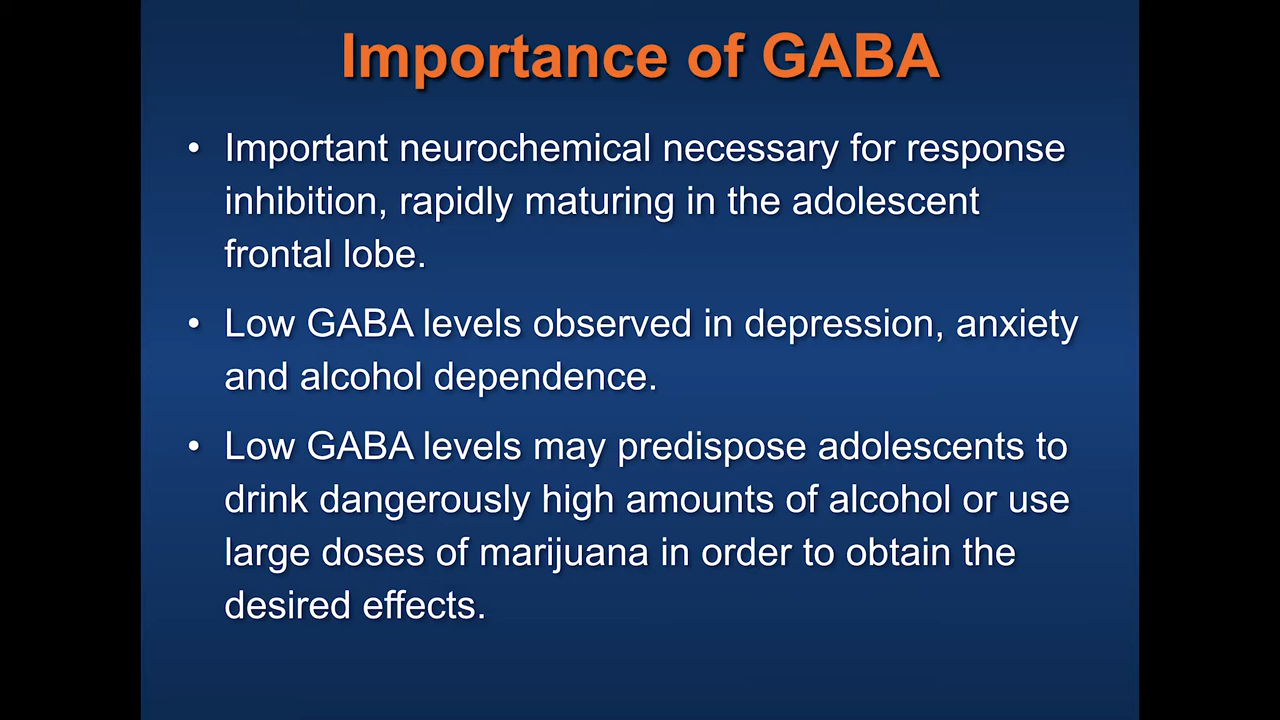 Importance of GABA
• Important neurochemical necessary for response
inhibition, rapidly maturing in the adolescent
frontal lobe.
• Low GABA levels observed in depression, anxiety
and alcohol dependence.
• Low GABA levels may predispose adolescents to
drink dangerously high amounts of alcohol or use
large doses of marijuana in order to obtain the
desired effects.